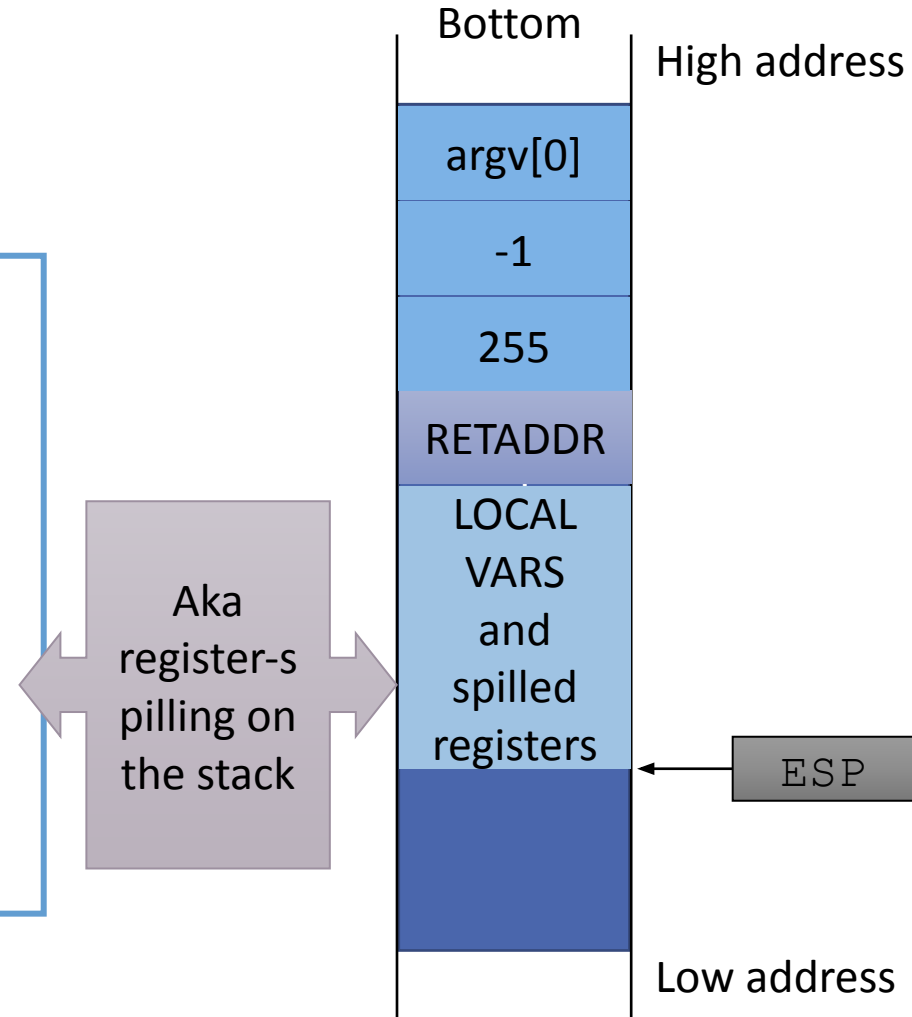 Bottom
High address
argv[0]
-1
255
RETADDR
LOCAL
VARS
and
spilled
registers
Aka
register-s
pilling on
the stack
ESP
Low address